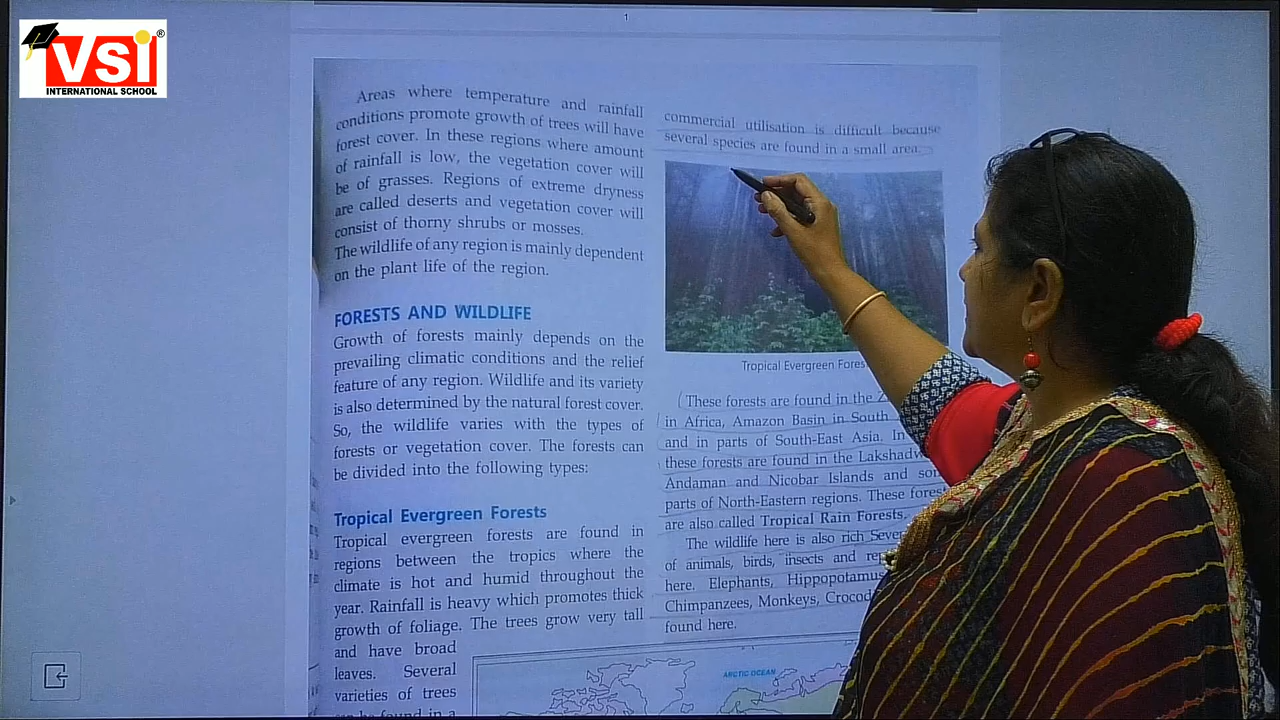 VSI®
INTERNATIONAL SCHOOL
1
Areas where temperature and rainfall
conditions promote growth of trees will have
forest cover. In these regions where amount
of rainfall is low, the vegetation cover will
be of grasses. Regions of extreme dryness
are called deserts and vegetation cover will
consist of thorny shrubs or mosses.
The wildlife of any region is mainly dependent
on the plant life of the region.
FORESTS AND WILDLIFE
Growth of forests mainly depends on the
prevailing climatic conditions and the relief
feature of any region. Wildlife and its variety
is also determined by the natural forest cover.
So, the wildlife varies with the types of
forests or vegetation cover. The forests can
be divided into the following types:
Tropical Evergreen Forests
Tropical evergreen forests are found in
regions between the tropics where the
climate is hot and humid throughout the
year. Rainfall is heavy which promotes thick
growth of foliage. The trees grow very tall
and have broad
leaves. Several
varieties of trees
can be found in a
commercial utilisation is difficult because
several species are found in a small area.
Tropical Evergreen Fores
These forests are found in the
in Africa, Amazon Basin in South
and in parts of South-East Asia. In
these forests are found in the
Andaman and Nicobar Islands and
parts of North-Eastern regions. These
are also called Tropical Rain Forests.
The wildlife here is also rich
of animals, birds, insects and
here. Elephants,
Chimpanzees, Monkeys,
found here.
ARCTIC OCEAN